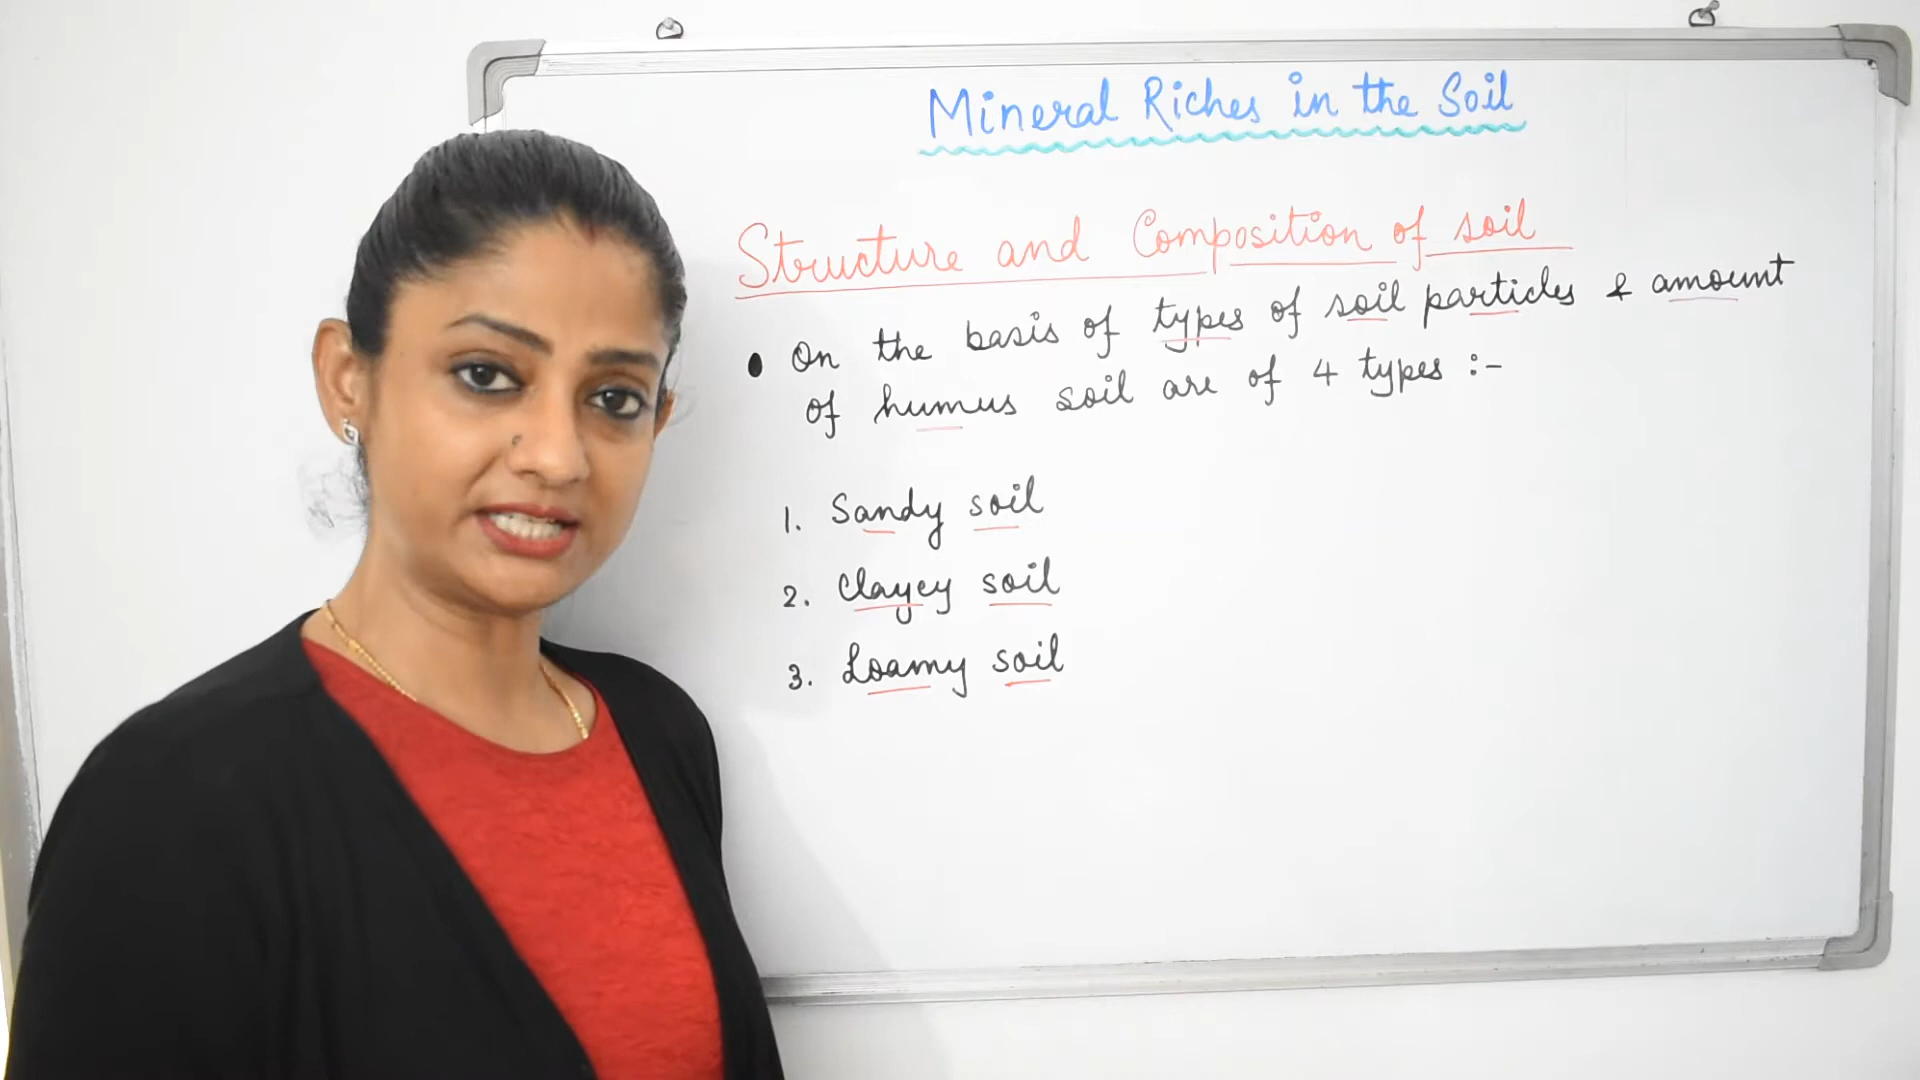 Mineral Riches in the Soil
Structure and Composition of soil
• On the basis of types of soil particles & amount
of humus soil are of 4 types :-
1. Sandy soil
2. Clayey soil
3. Loamy soil